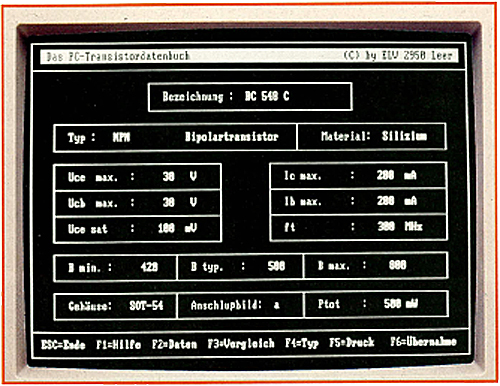 Das PC-Transistordatenbuch (C) by ELV 2950 Leer
Bezeichnung : BC 548 C
Typ : NPN Bipolartransistor Material: Silizium
Uce max. : 30 V Ic max. : 200 mA
Ucb max. : 30 V Ib max. : 200 mA
Uce sat : 100 mV ft : 300 MHz
B min. : 420 B typ. : 500 B max. : 800
Gehäuse: SOT-54 Anschlußbild: a Ptot : 500 mW
ESC=Ende F1=Hilfe F2=Daten F3=Vergleich F4=Typ F5=Druck F6=Übernahme